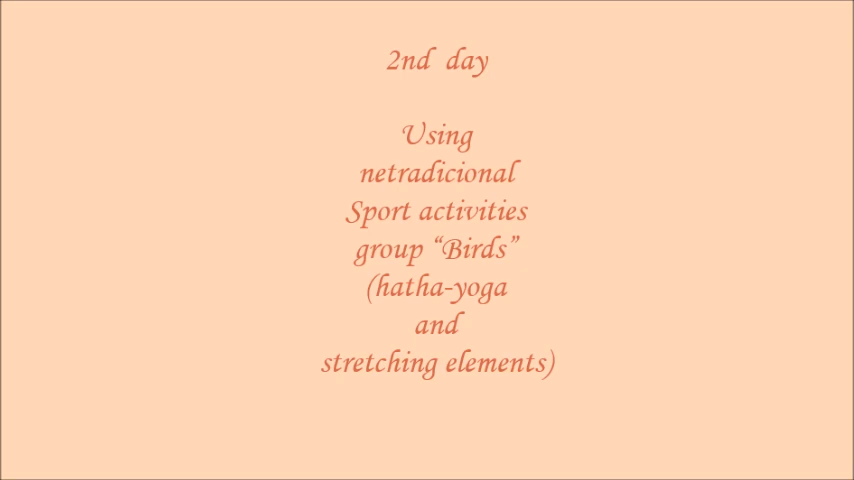 2nd day
Using
netradicional
Sport activities
group “Birds”
(hatha-yoga
and
stretching elements)